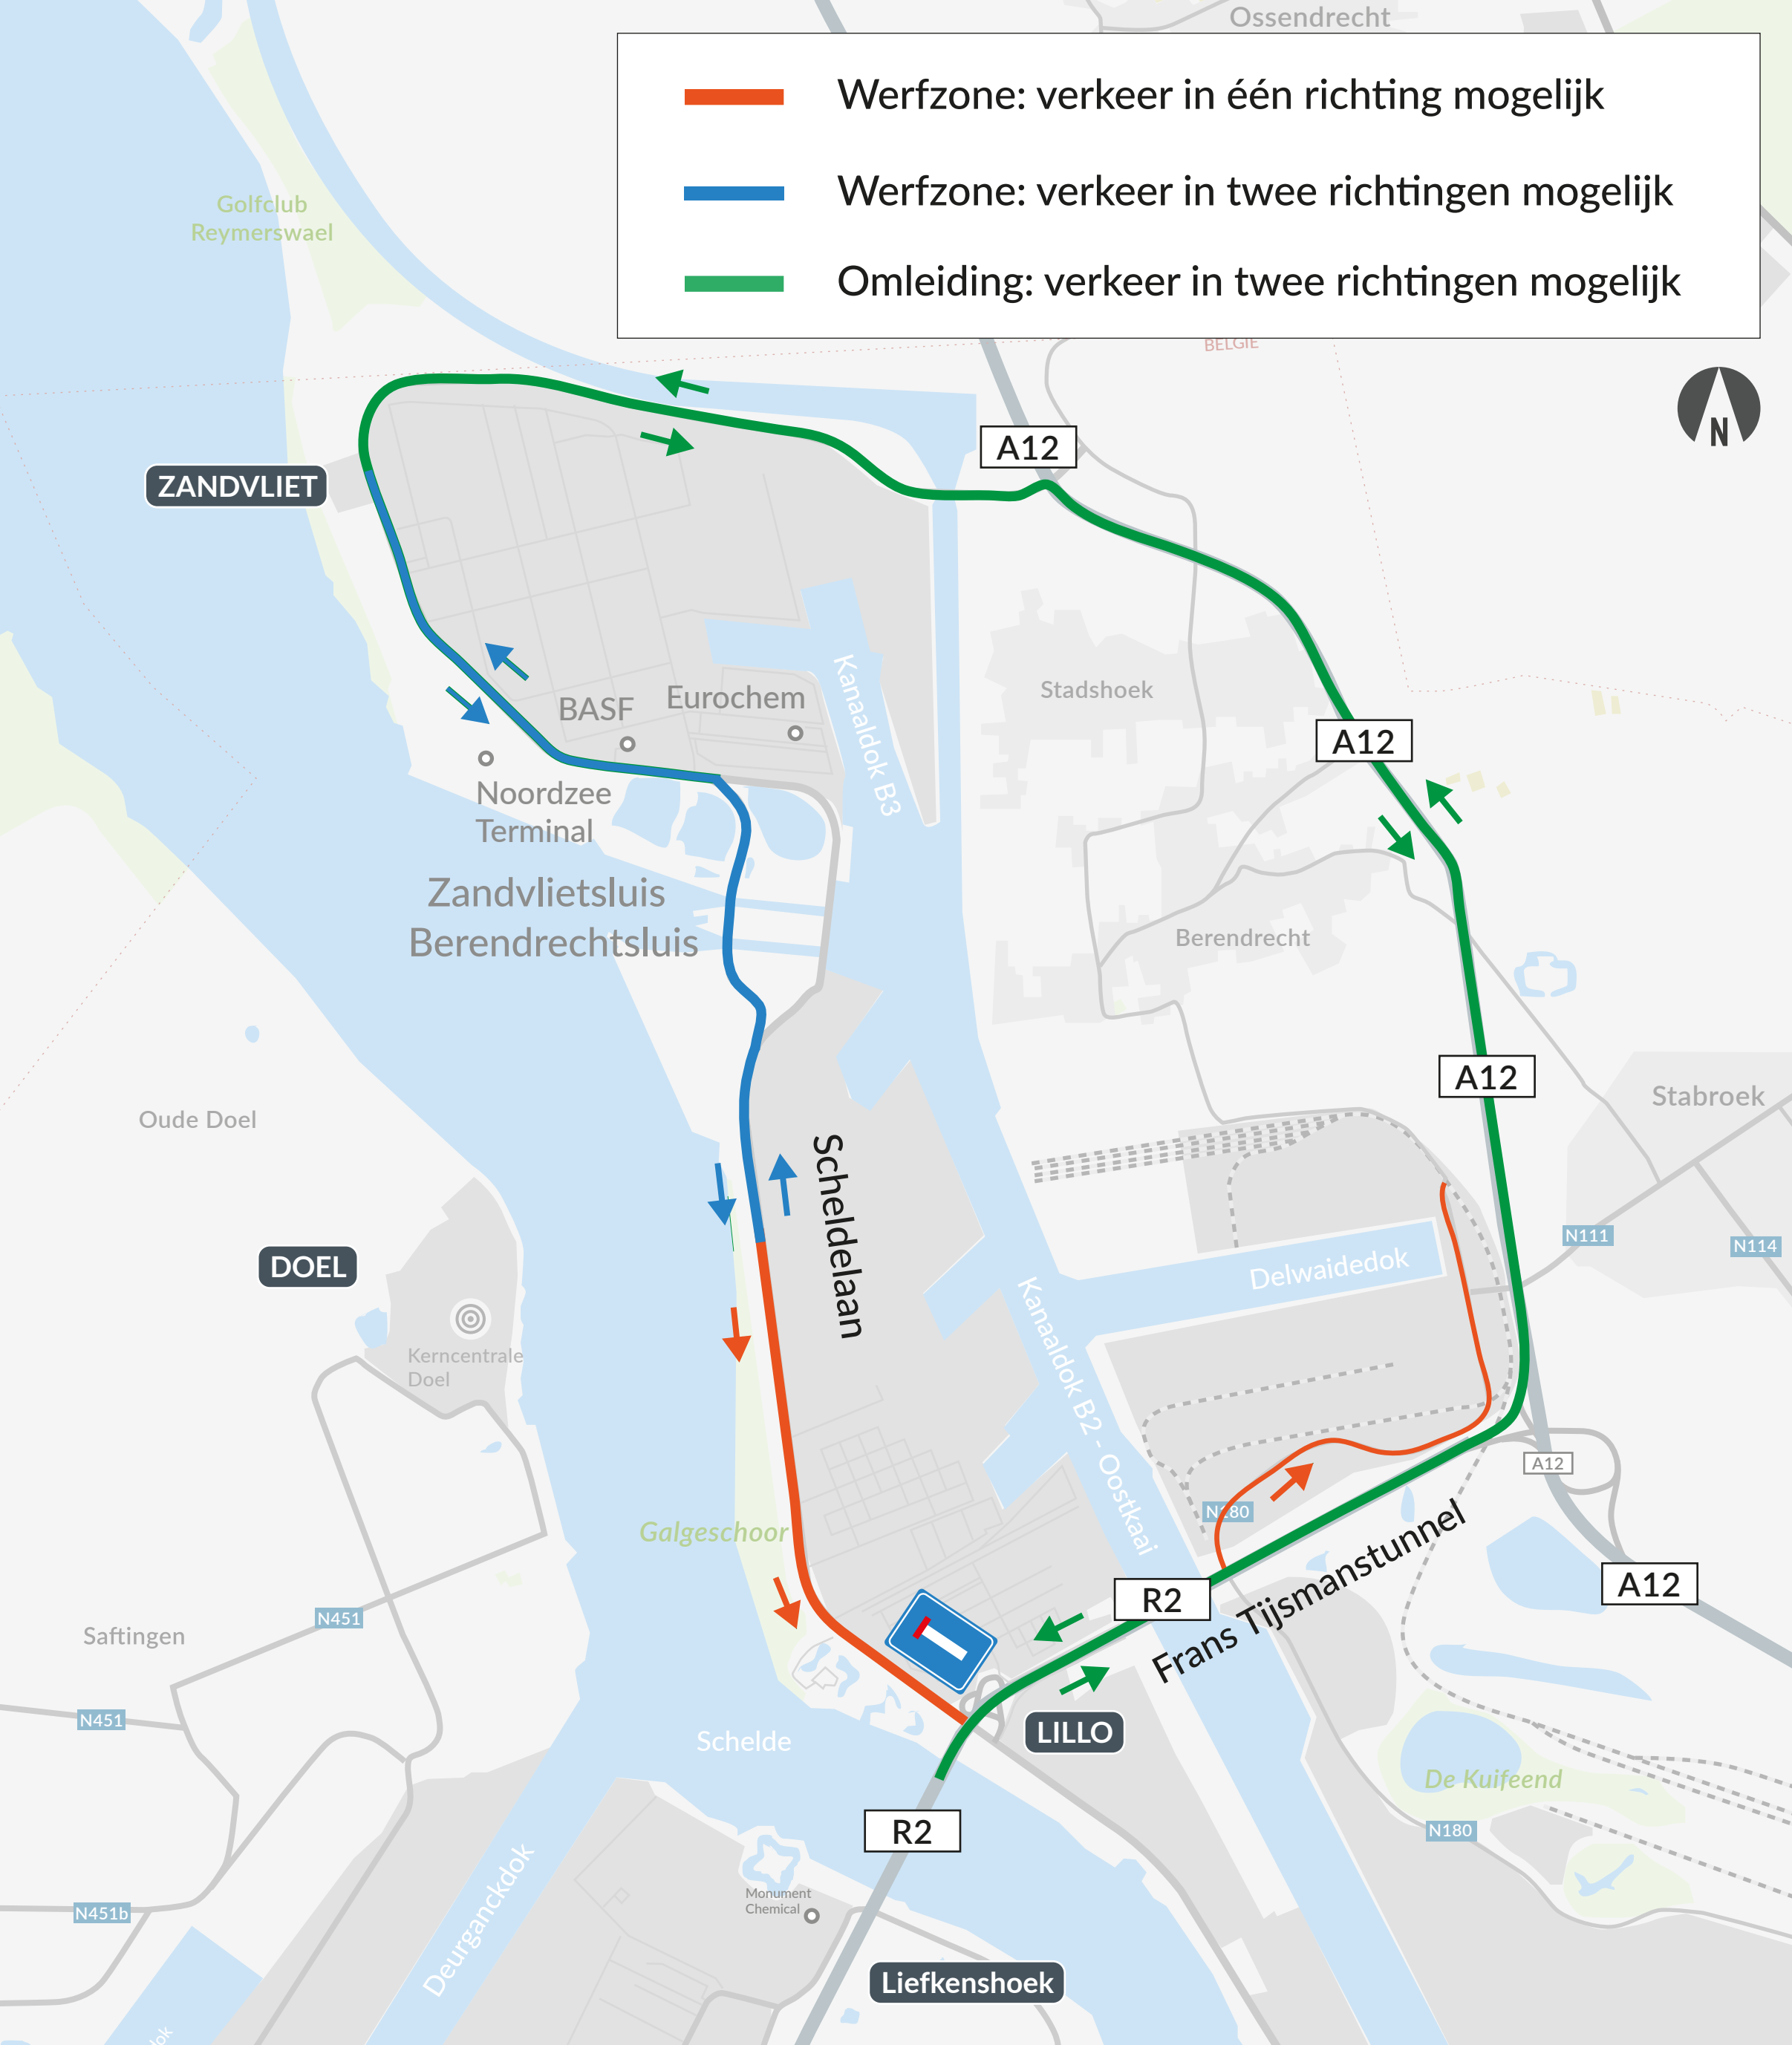 Ossendrecht
Werfzone: verkeer in één richting mogelijk
Werfzone: verkeer in twee richtingen mogelijk
Omleiding: verkeer in twee richtingen mogelijk
Golfclub
Reymerswael
BELGIE
N
A12
ZANDVLIET
Kanaaldok B3
Stadshoek
BASF
Eurochem
A12
Noordzee
Terminal
Zandvlietsluis
Berendrechtsluis
Berendrecht
A12
Stabroek
Oude Doel
Scheldelaan
N111
N114
DOEL
Delwaidedok
Kanaaldok B2 - Oostkaai
Kerncentrale
Doel
A12
N180
Galgeschoor
Frans Tijsmanstunnel
A12
R2
N451
Saftingen
N451
LILLO
Schelde
De Kuifeend
R2
N180
Deurganckdok
Monument
Chemical
N451b
Liefkenshoek